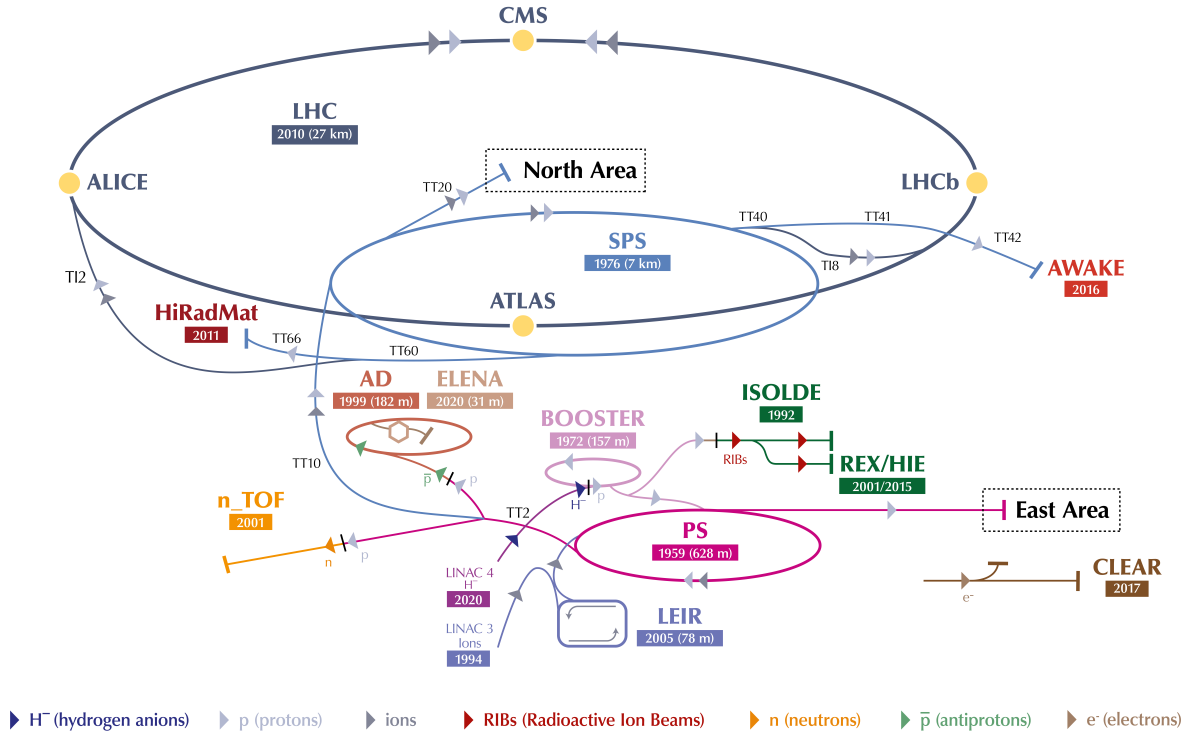 CMS
LHC
2010 (27 km)
ALICE
LHCb
North Area
TT20
TT40
TT41
TT42
SPS
1976 (7 km)
TI8
TI2
AWAKE
2016
ATLAS
HiRadMat
2011
TT66
TT60
AD
1999 (182 m)
ELENA
2020 (31 m)
ISOLDE
1992
BOOSTER
1972 (157 m)
RIBs
REX/HIE
2001/2015
TT10
p̅
p
H⁻
p
n_TOF
2001
TT2
East Area
PS
1959 (628 m)
n
p
LINAC 4
H⁻
2020
CLEAR
2017
e⁻
LEIR
2005 (78 m)
LINAC 3
Ions
1994
H⁻ (hydrogen anions)
p (protons)
ions
RIBs (Radioactive Ion Beams)
n (neutrons)
p̅ (antiprotons)
e⁻ (electrons)